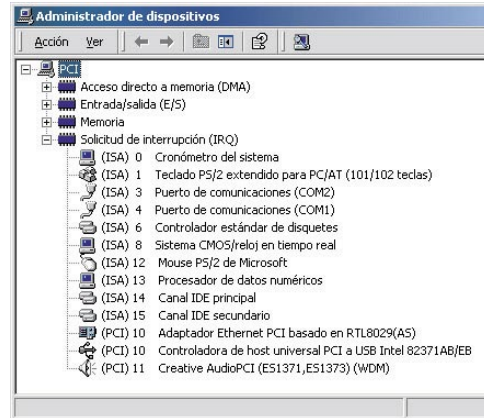 Administrador de dispositivos
Acción Ver
PCI
Acceso directo a memoria (DMA)
Entrada/salida (E/S)
Memoria
Solicitud de interrupción (IRQ)
(ISA) 0 Cronómetro del sistema
(ISA) 1 Teclado PS/2 extendido para PC/AT (101/102 teclas)
(ISA) 3 Puerto de comunicaciones (COM2)
(ISA) 4 Puerto de comunicaciones (COM1)
(ISA) 6 Controlador estándar de disquetes
(ISA) 8 Sistema CMOS/reloj en tiempo real
(ISA) 12 Mouse PS/2 de Microsoft
(ISA) 13 Procesador de datos numéricos
(ISA) 14 Canal IDE principal
(ISA) 15 Canal IDE secundario
(PCI) 10 Adaptador Ethernet PCI basado en RTL8029(AS)
(PCI) 10 Controladora de host universal PCI a USB Intel 82371AB/EB
(PCI) 11 Creative AudioPCI (ES1371,ES1373) (WDM)